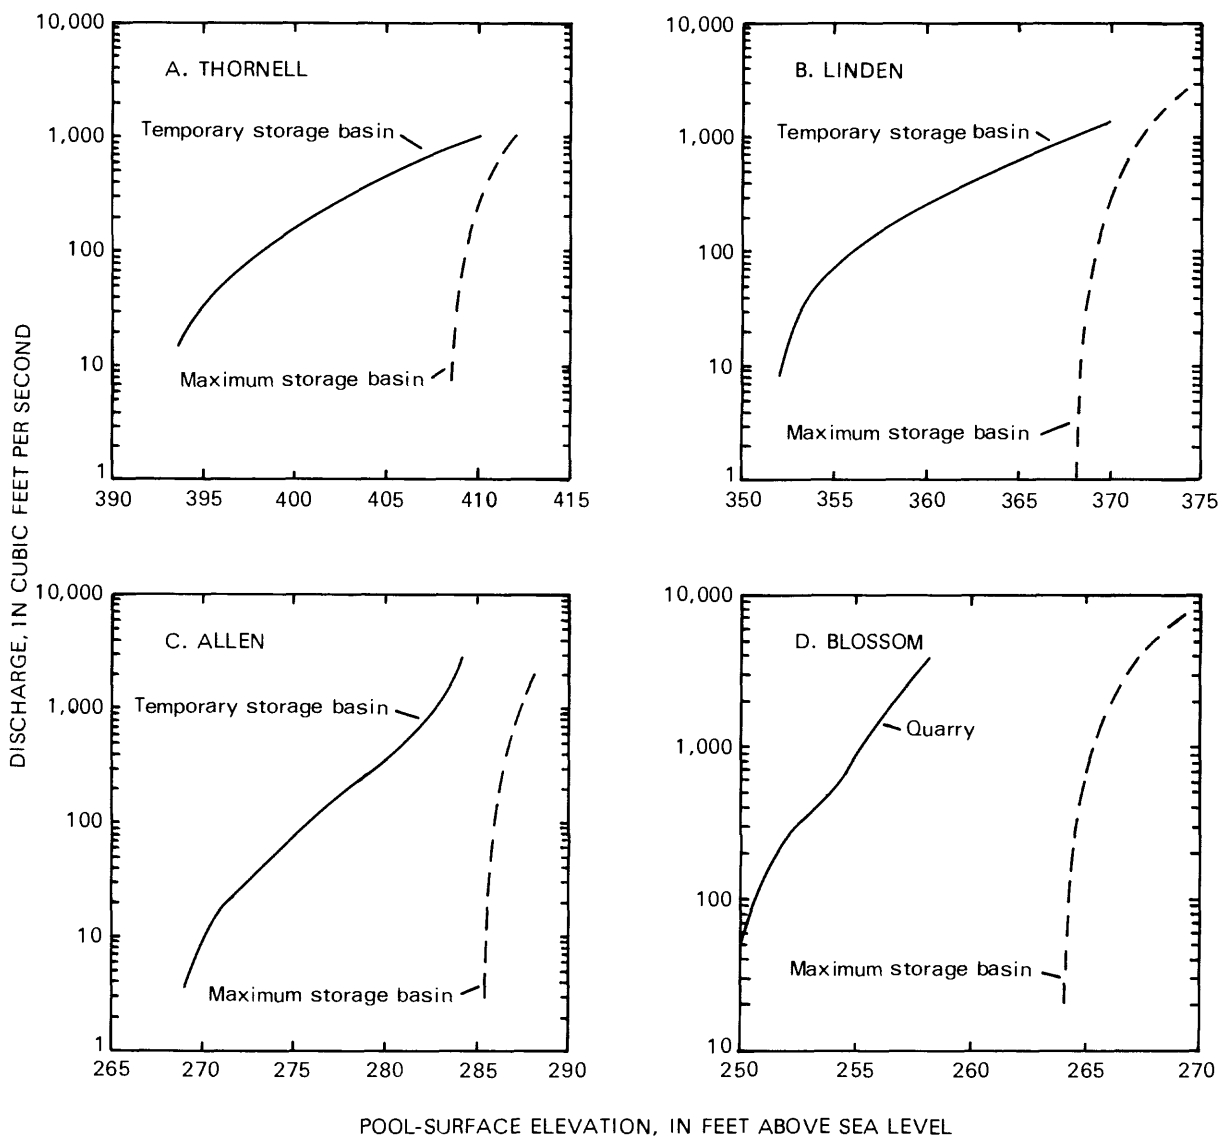 DISCHARGE, IN CUBIC FEET PER SECOND
10,000
1,000
100
10
1
390 395 400 405 410 415
A. THORNELL
Temporary storage basin
Maximum storage basin
10,000
1,000
100
10
1
350 355 360 365 370 375
B. LINDEN
Temporary storage basin
Maximum storage basin
10,000
1,000
100
10
1
265 270 275 280 285 290
C. ALLEN
Temporary storage basin
Maximum storage basin
10,000
1,000
100
10
250 255 260 265 270
D. BLOSSOM
Quarry
Maximum storage basin
POOL-SURFACE ELEVATION, IN FEET ABOVE SEA LEVEL